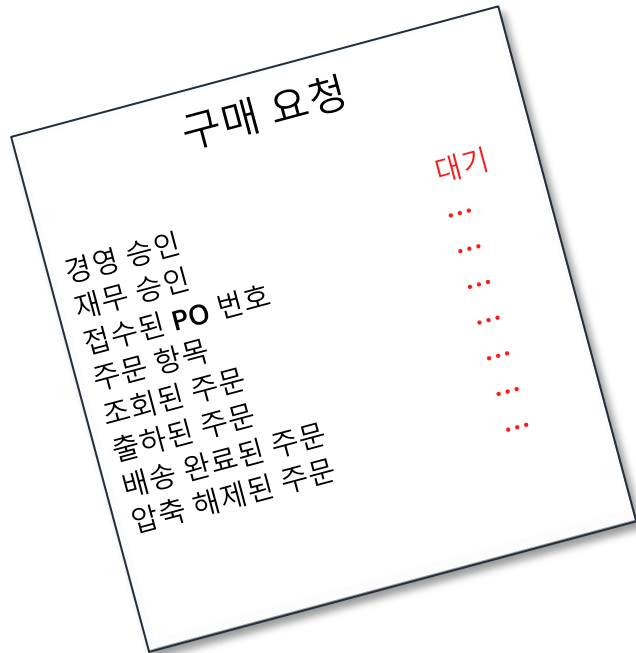 구매 요청
경영 승인 대기
재무 승인 ...
접수된 PO 번호 ...
주문 항목 ...
조회된 주문 ...
출하된 주문 ...
배송 완료된 주문 ...
압축 해제된 주문 ...